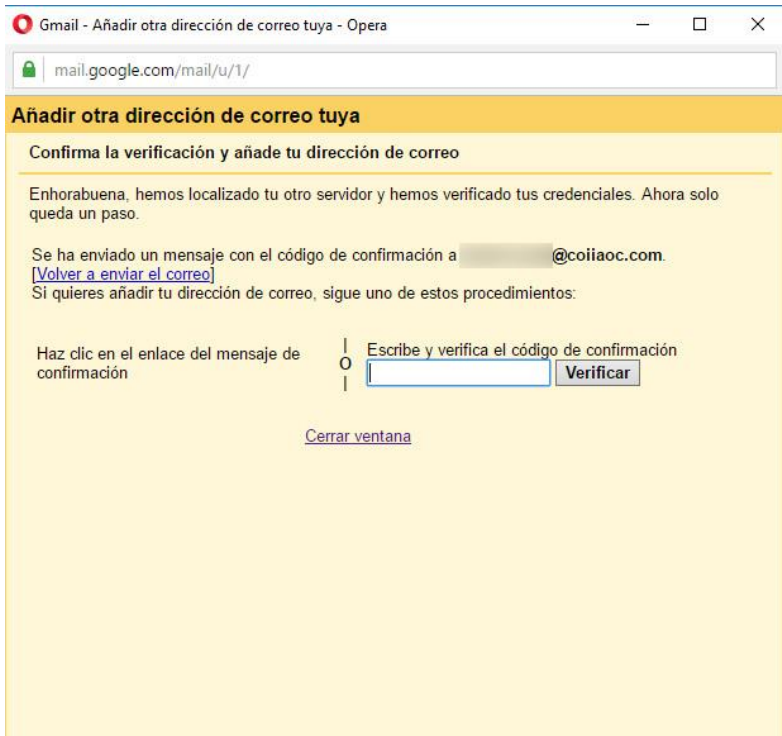 Gmail - Añadir otra dirección de correo tuya - Opera
mail.google.com/mail/u/1/
Añadir otra dirección de correo tuya
Confirma la verificación y añade tu dirección de correo
Enhorabuena, hemos localizado tu otro servidor y hemos verificado tus credenciales. Ahora solo
queda un paso.
Se ha enviado un mensaje con el código de confirmación a @coiiaoc.com.
[Volver a enviar el correo]
Si quieres añadir tu dirección de correo, sigue uno de estos procedimientos:
Haz clic en el enlace del mensaje de
confirmación
|
O
|
Escribe y verifica el código de confirmación
Verificar
Cerrar ventana